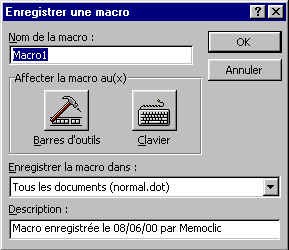 Enregistrer une macro
Nom de la macro :
OK
Macro1
Annuler
Affecter la macro au(x)
Barres d'outils
Clavier
Enregistrer la macro dans :
Tous les documents (normal.dot)
Description :
Macro enregistrée le 08/06/00 par Memoclic